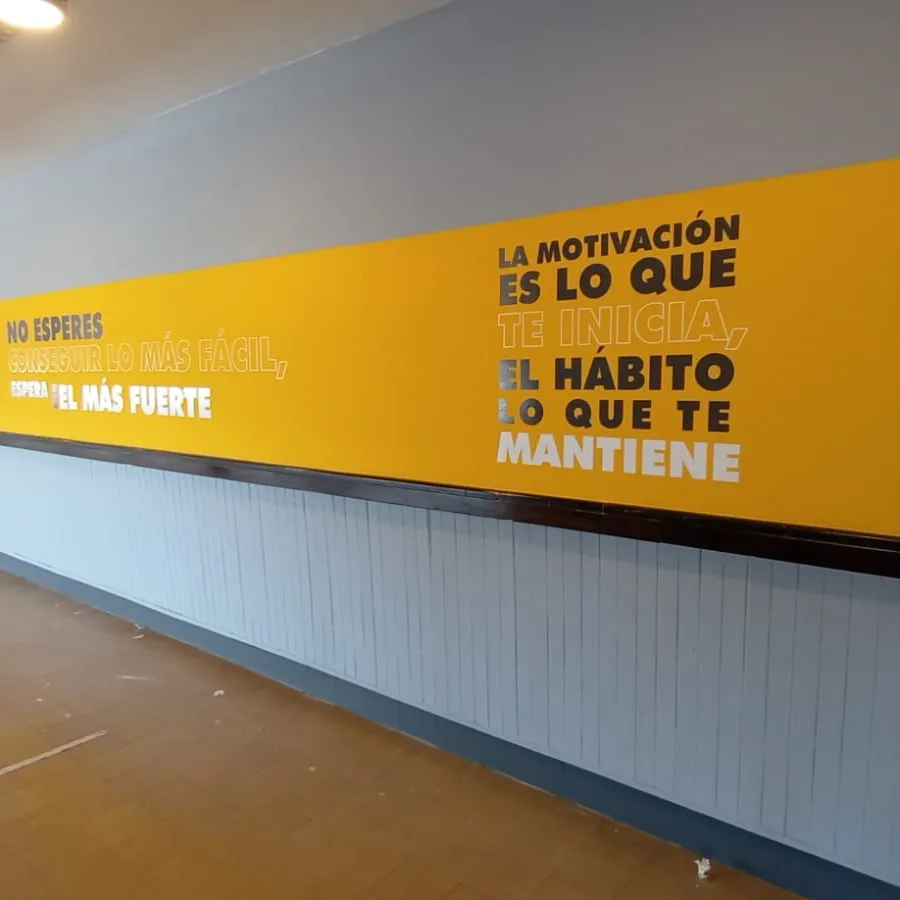 NO ESPERES
CONSEGUIR LO MÁS FÁCIL,
ESPERA EL MÁS FUERTE
LA MOTIVACIÓN
ES LO QUE
TE INICIA,
EL HÁBITO
LO QUE TE
MANTIENE